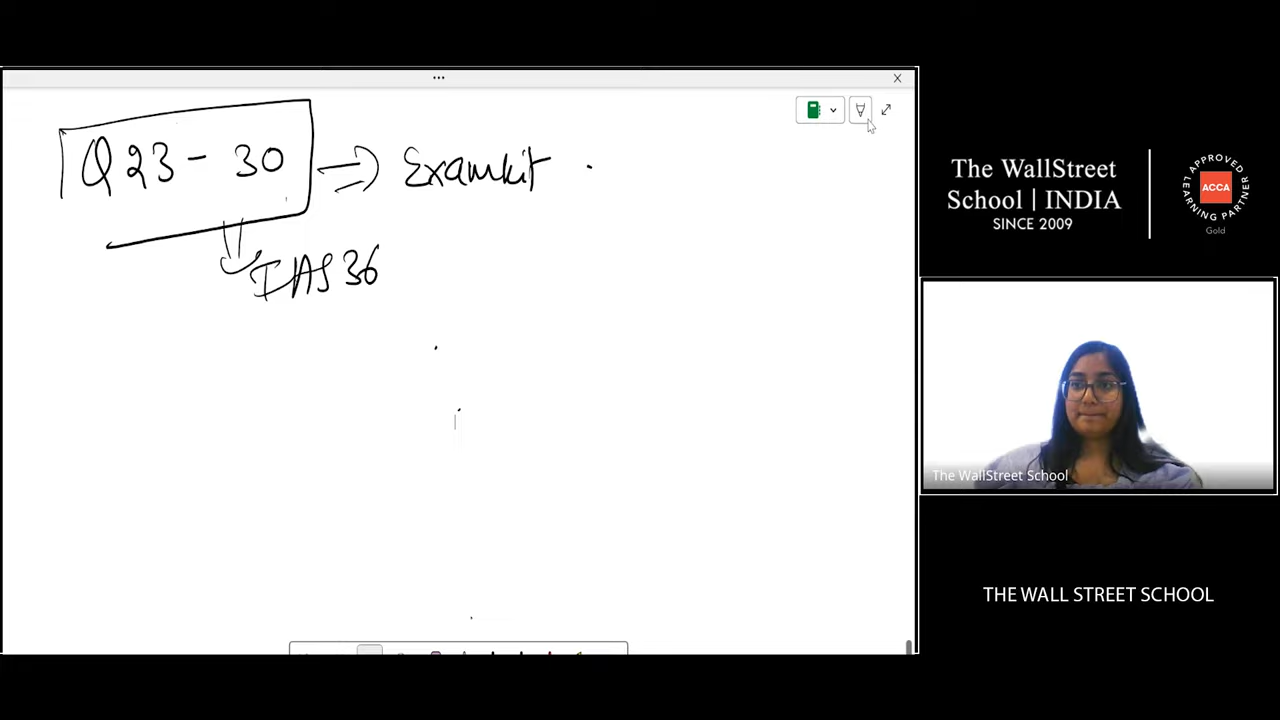 Q 23 - 30 => Examkit .
IAS 36
The WallStreet
School | INDIA
SINCE 2009
APPROVED
LEARNING PARTNER
ACCA
Gold
The WallStreet School
THE WALL STREET SCHOOL